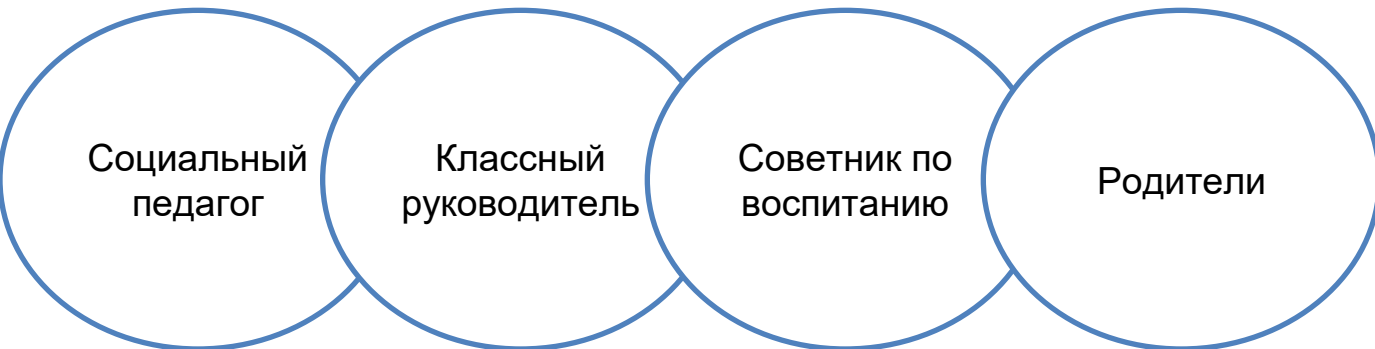 Социальный
педагог
Классный
руководитель
Советник по
воспитанию
Родители